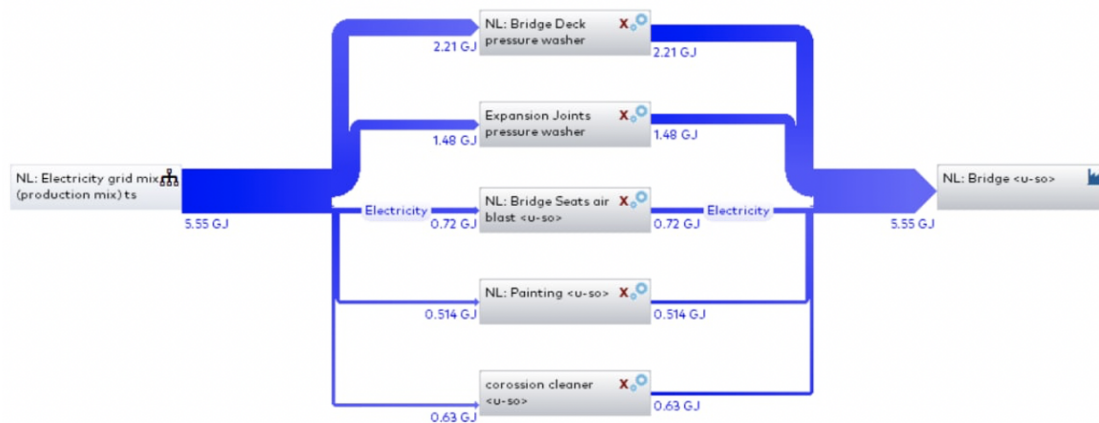 NL: Bridge Deck
pressure washer
X
2.21 GJ
2.21 GJ
Expansion Joints
pressure washer
X
1.48 GJ
1.48 GJ
NL: Electricity grid mix
(production mix) ts
5.55 GJ
NL: Bridge Seats air
blast <u-so>
X
Electricity
0.72 GJ
0.72 GJ
Electricity
NL: Bridge <u-so>
5.55 GJ
NL: Painting <u-so>
X
0.514 GJ
0.514 GJ
corossion cleaner
<u-so>
X
0.63 GJ
0.63 GJ